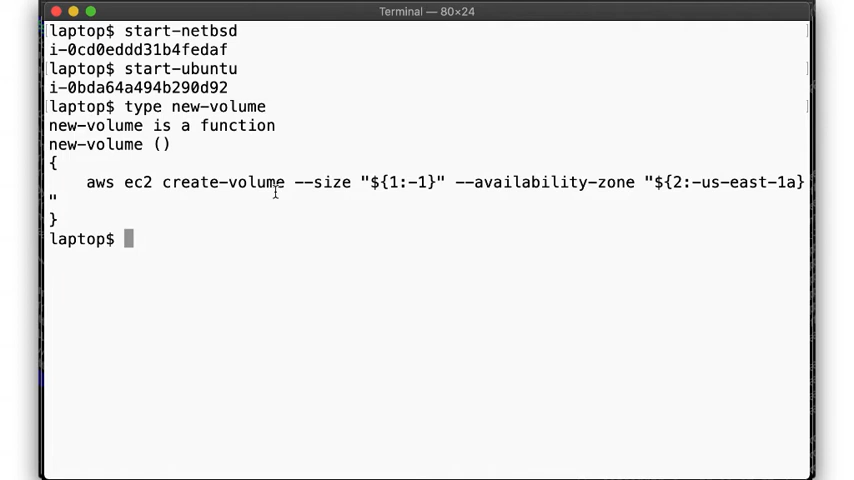 Terminal — 80×24
laptop$ start-netbsd
i-0cd0eddd31b4fedaf
laptop$ start-ubuntu
i-0bda64a494b290d92
laptop$ type new-volume
new-volume is a function
new-volume ()
{
    aws ec2 create-volume --size "${1:-1}" --availability-zone "${2:-us-east-1a}
"
}
laptop$